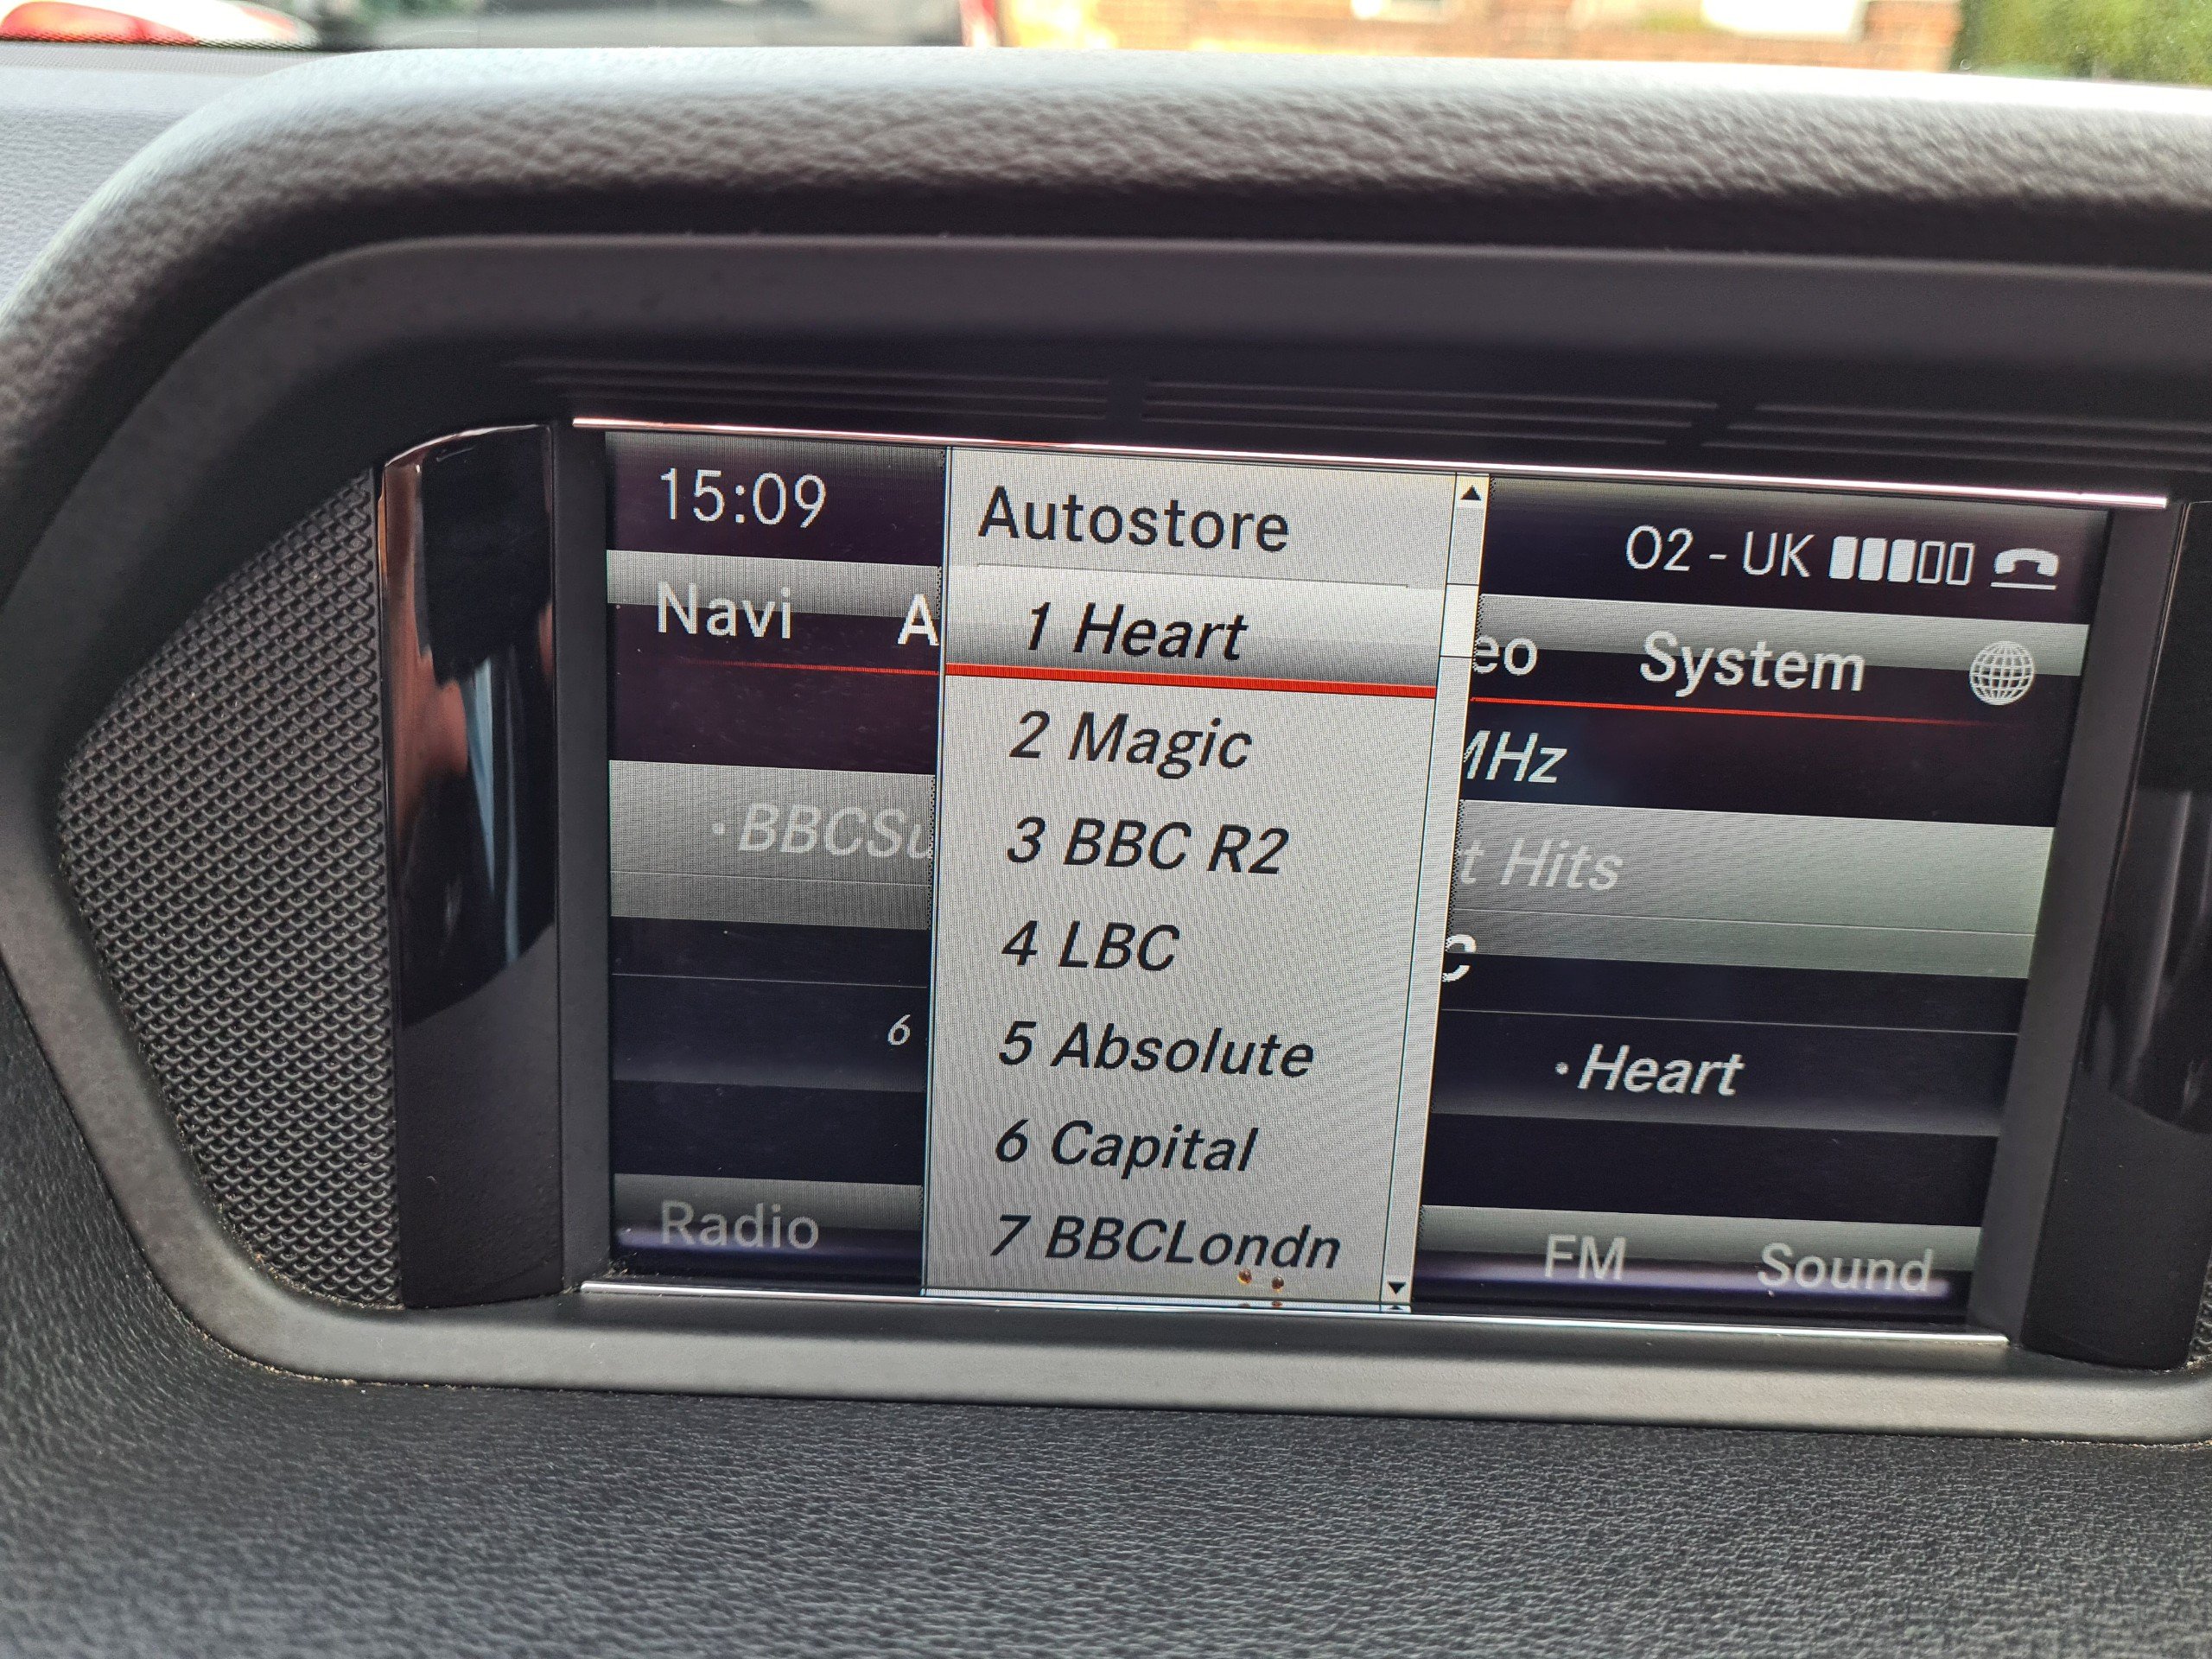 15:09
O2 - UK
Navi A
eo System
MHz
Autostore
1 Heart
2 Magic
3 BBC R2
4 LBC
5 Absolute
6 Capital
7 BBCLondn
·BBCSu
t Hits
C
6
·Heart
Radio
FM Sound